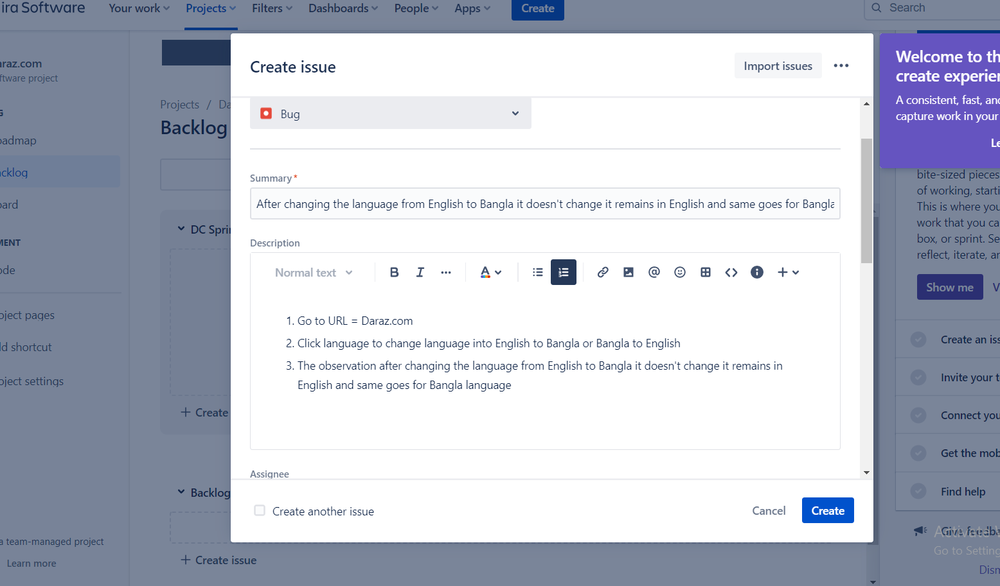 ira Software Your work Projects Filters Dashboards People Apps Create Search
araz.com
ftware project
Projects / Da
Backlog
G
oadmap
acklog
oard
MENT
ode
oject pages
d shortcut
oject settings
a team-managed project
Learn more
DC Sprin
+ Create
Backlog
+ Create issue
Create issue
Import issues
Bug
Summary*
After changing the language from English to Bangla it doesn't change it remains in English and same goes for Bangla
Description
Normal text
1. Go to URL = Daraz.com
2. Click language to change language into English to Bangla or Bangla to English
3. The observation after changing the language from English to Bangla it doesn't change it remains in
English and same goes for Bangla language
Assignee
Create another issue
Cancel
Create
Welcome to th
create experien
A consistent, fast, and
capture work in your
Le
bite-sized pieces
of working, starti
This is where you
work that you ca
box, or sprint. Se
reflect, iterate, an
Show me
V
Create an iss
Invite your t
Connect you
Get the mob
Find help
Give feedba
Activate W
Go to Setting
Dism